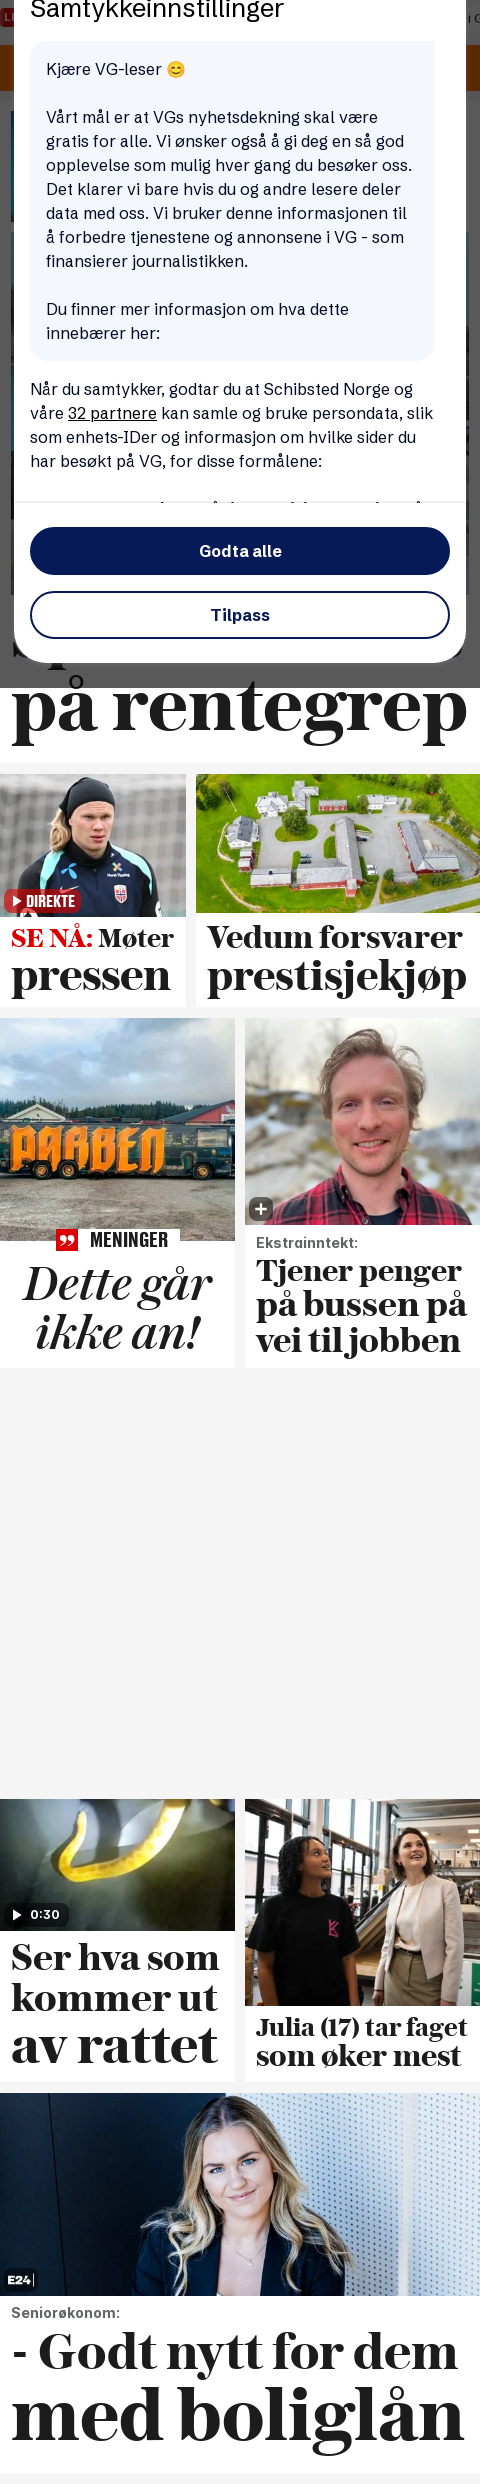 Samtykkeinnstillinger
Kjære VG-leser 😊
Vårt mål er at VGs nyhetsdekning skal være
gratis for alle. Vi ønsker også å gi deg en så god
opplevelse som mulig hver gang du besøker oss.
Det klarer vi bare hvis du og andre lesere deler
data med oss. Vi bruker denne informasjonen til
å forbedre tjenestene og annonsene i VG - som
finansierer journalistikken.
Du finner mer informasjon om hva dette
innebærer her:
Når du samtykker, godtar du at Schibsted Norge og
våre 32 partnere kan samle og bruke persondata, slik
som enhets-IDer og informasjon om hvilke sider du
har besøkt på VG, for disse formålene:
Godta alle
Tilpass
på rentegrep
DIREKTE
SE NÅ: Møter
pressen
Vedum forsvarer
prestisjekjøp
PARBEN
MENINGER
Dette går
ikke an!
Ekstrainntekt:
Tjener penger
på bussen på
vei til jobben
0:30
Ser hva som
kommer ut
av rattet
Julia (17) tar faget
som øker mest
E24
Seniorøkonom:
- Godt nytt for dem
med boliglån